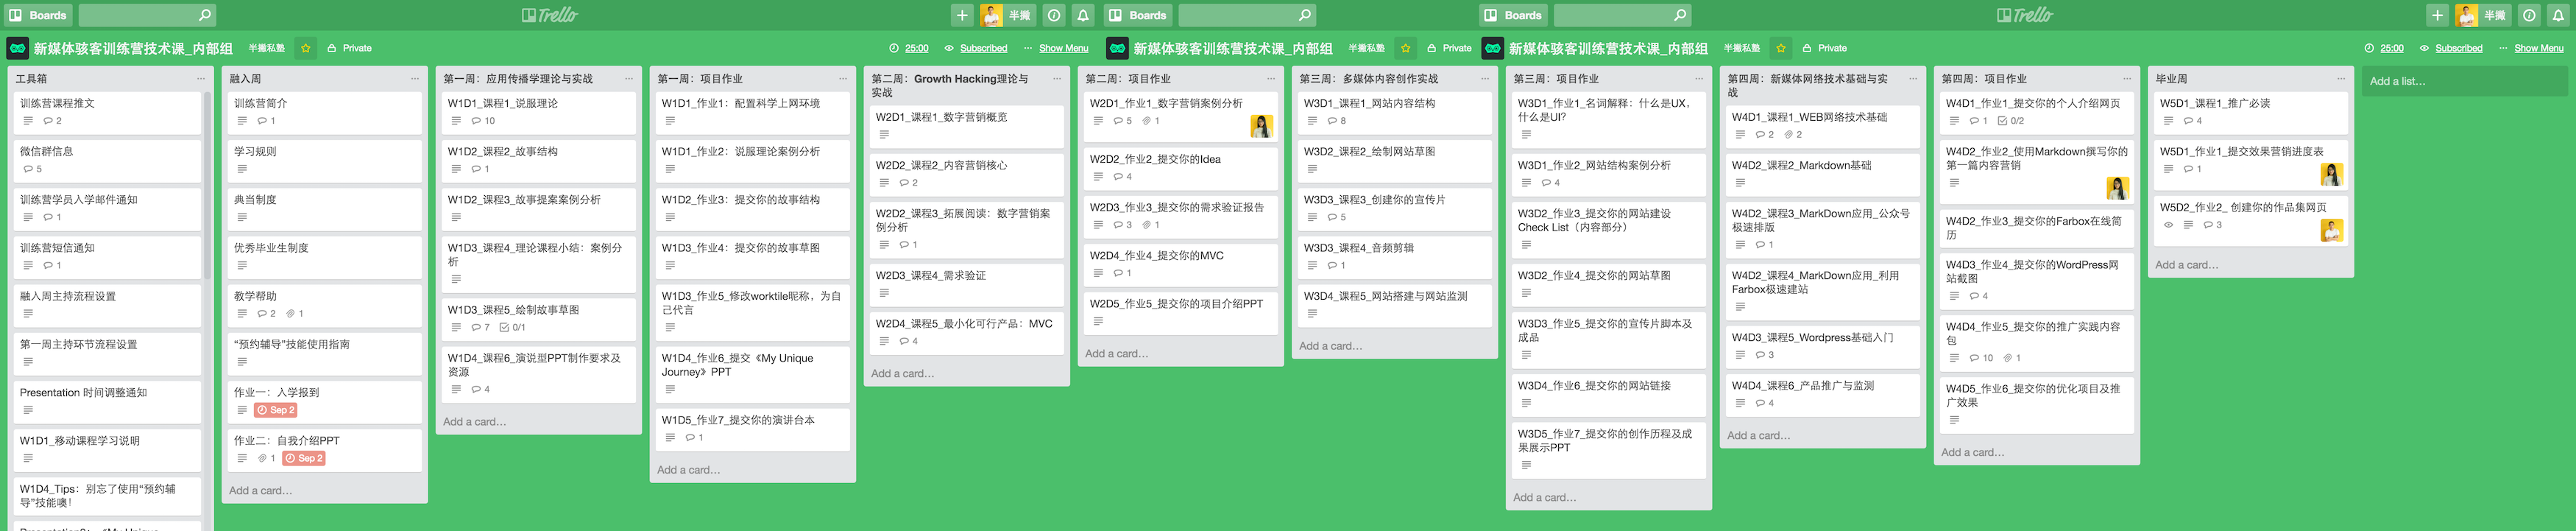 Boards
Trello
半撇
Boards
Boards
Trello
半撇
新媒体骇客训练营技术课_内部组
半撇私塾
Private
25:00
Subscribed
Show Menu
新媒体骇客训练营技术课_内部组
半撇私塾
Private
新媒体骇客训练营技术课_内部组
半撇私塾
Private
25:00
Subscribed
Show Menu
工具箱
训练营课程推文
2
微信群信息
5
训练营学员入学邮件通知
1
训练营短信通知
1
融入周主持流程设置
第一周主持环节流程设置
Presentation 时间调整通知
W1D1_移动课程学习说明
W1D4_Tips：别忘了使用“预约辅
导”技能噢！
融入周
训练营简介
1
学习规则
典当制度
优秀毕业生制度
教学帮助
2
1
“预约辅导”技能使用指南
作业一：入学报到
Sep 2
作业二：自我介绍PPT
1
Sep 2
Add a card…
第一周：应用传播学理论与实战
W1D1_课程1_说服理论
10
W1D2_课程2_故事结构
1
W1D2_课程3_故事提案案例分析
W1D3_课程4_理论课程小结：案例分
析
W1D3_课程5_绘制故事草图
7
0/1
W1D4_课程6_演说型PPT制作要求及
资源
4
Add a card…
第一周：项目作业
W1D1_作业1：配置科学上网环境
W1D1_作业2：说服理论案例分析
W1D2_作业3：提交你的故事结构
W1D3_作业4：提交你的故事草图
W1D3_作业5_修改worktile昵称，为自
己代言
W1D4_作业6_提交《My Unique
Journey》PPT
W1D5_作业7_提交你的演讲台本
1
Add a card…
第二周：Growth Hacking理论与
实战
W2D1_课程1_数字营销概览
W2D2_课程2_内容营销核心
2
W2D2_课程3_拓展阅读：数字营销案
例分析
1
W2D3_课程4_需求验证
W2D4_课程5_最小化可行产品：MVC
4
Add a card…
第二周：项目作业
W2D1_作业1_数字营销案例分析
5
1
W2D2_作业2_提交你的Idea
4
W2D3_作业3_提交你的需求验证报告
3
1
W2D4_作业4_提交你的MVC
1
W2D5_作业5_提交你的项目介绍PPT
Add a card…
第三周：多媒体内容创作实战
W3D1_课程1_网站内容结构
8
W3D2_课程2_绘制网站草图
W3D3_课程3_创建你的宣传片
5
W3D3_课程4_音频剪辑
1
W3D4_课程5_网站搭建与网站监测
Add a card…
第三周：项目作业
W3D1_作业1_名词解释：什么是UX，
什么是UI?
W3D1_作业2_网站结构案例分析
4
W3D2_作业3_提交你的网站建设
Check List（内容部分）
W3D2_作业4_提交你的网站草图
W3D3_作业5_提交你的宣传片脚本及
成品
W3D4_作业6_提交你的网站链接
W3D5_作业7_提交你的创作历程及成
果展示PPT
Add a card…
第四周：新媒体网络技术基础与实
战
W4D1_课程1_WEB网络技术基础
2
2
W4D2_课程2_Markdown基础
W4D2_课程3_MarkDown应用_公众号
极速排版
1
W4D2_课程4_MarkDown应用_利用
Farbox极速建站
W4D3_课程5_Wordpress基础入门
3
W4D4_课程6_产品推广与监测
4
Add a card…
第四周：项目作业
W4D1_作业1_提交你的个人介绍网页
1
0/2
W4D2_作业2_使用Markdown撰写你的
第一篇内容营销
W4D2_作业3_提交你的Farbox在线简
历
W4D3_作业4_提交你的WordPress网
站截图
4
W4D4_作业5_提交你的推广实践内容
包
10
1
W4D5_作业6_提交你的优化项目及推
广效果
Add a card…
毕业周
W5D1_课程1_推广必读
4
W5D1_作业1_提交效果营销进度表
1
W5D2_作业2_ 创建你的作品集网页
3
Add a card…
Add a list…